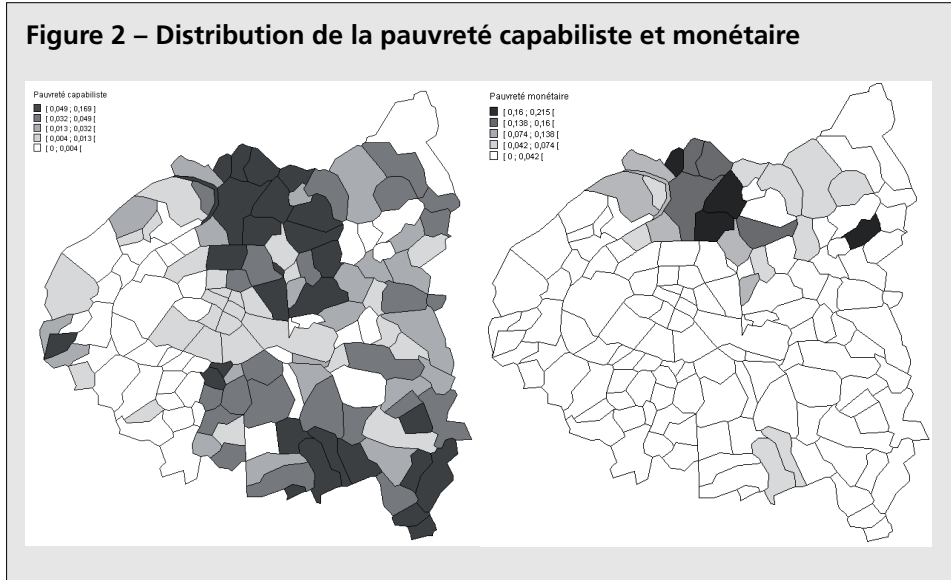 Figure 2 – Distribution de la pauvreté capabiliste et monétaire
Pauvreté capabiliste
[ 0,049 ; 0,169 ]
[ 0,032 ; 0,049 [
[ 0,013 ; 0,032 [
[ 0,004 ; 0,013 [
[ 0 ; 0,004 [
Pauvreté monétaire
[ 0,16 ; 0,215 [
[ 0,138 ; 0,16 [
[ 0,074 ; 0,138 [
[ 0,042 ; 0,074 [
[ 0 ; 0,042 [